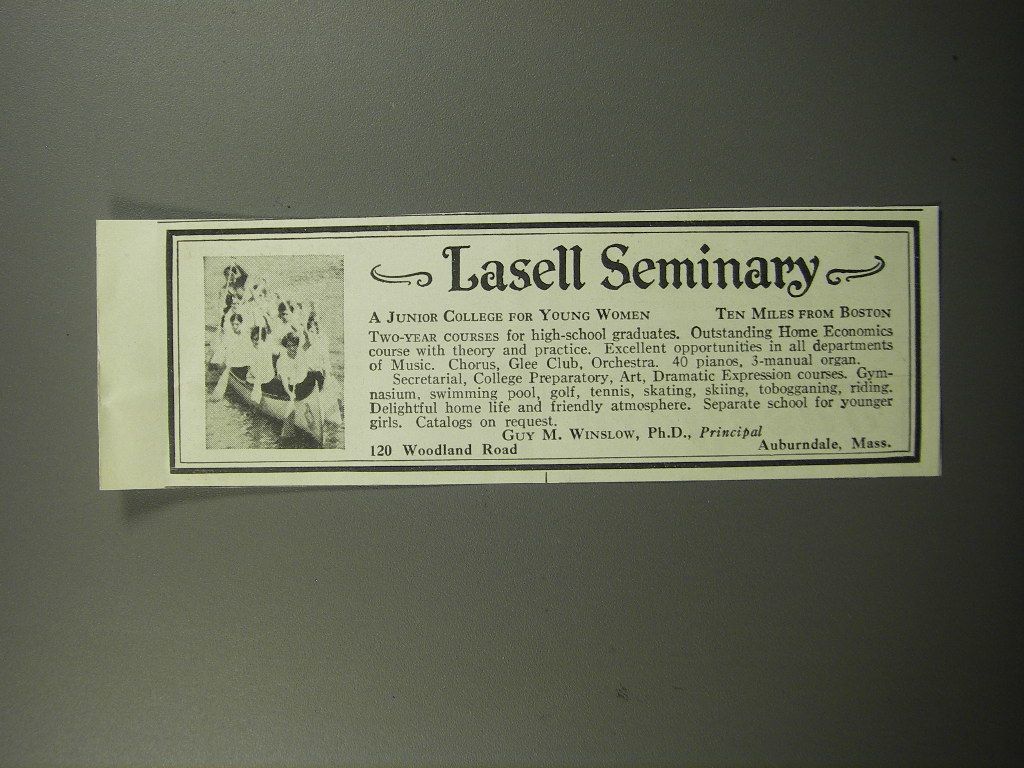 Lasell Seminary
A Junior College for Young Women Ten Miles from Boston
Two-year courses for high-school graduates. Outstanding Home Economics
course with theory and practice. Excellent opportunities in all departments
of Music. Chorus, Glee Club, Orchestra. 40 pianos, 3-manual organ.
Secretarial, College Preparatory, Art, Dramatic Expression courses. Gym-
nasium, swimming pool, golf, tennis, skating, skiing, tobogganing, riding.
Delightful home life and friendly atmosphere. Separate school for younger
girls. Catalogs on request.
Guy M. Winslow, Ph.D., Principal
120 Woodland Road Auburndale, Mass.